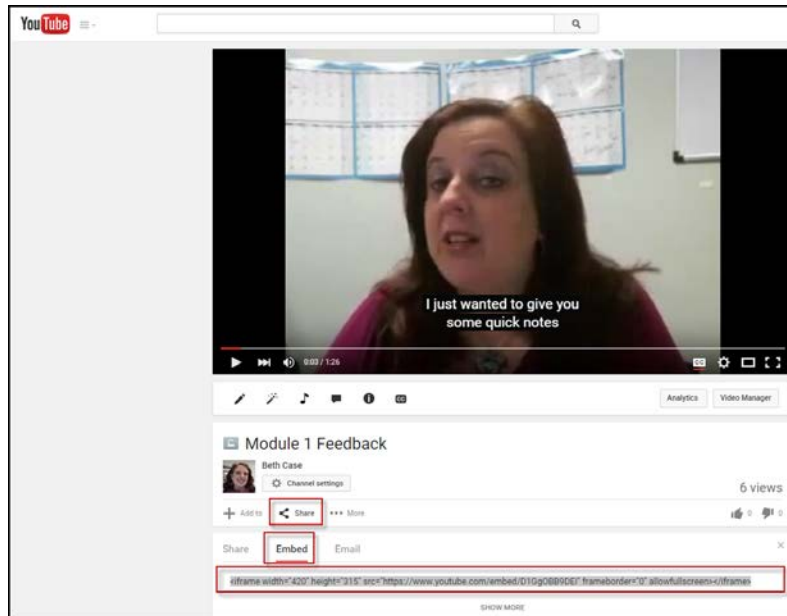 YouTube
I just wanted to give you
some quick notes
0:03 / 1:26
CC
CC
Analytics
Video Manager
Module 1 Feedback
Beth Case
Channel settings
6 views
Add to
Share
More
0
0
Share
Embed
Email
<iframe width="420" height="315" src="https://www.youtube.com/embed/D1GgOBB9DEI" frameborder="0" allowfullscreen></iframe>
SHOW MORE